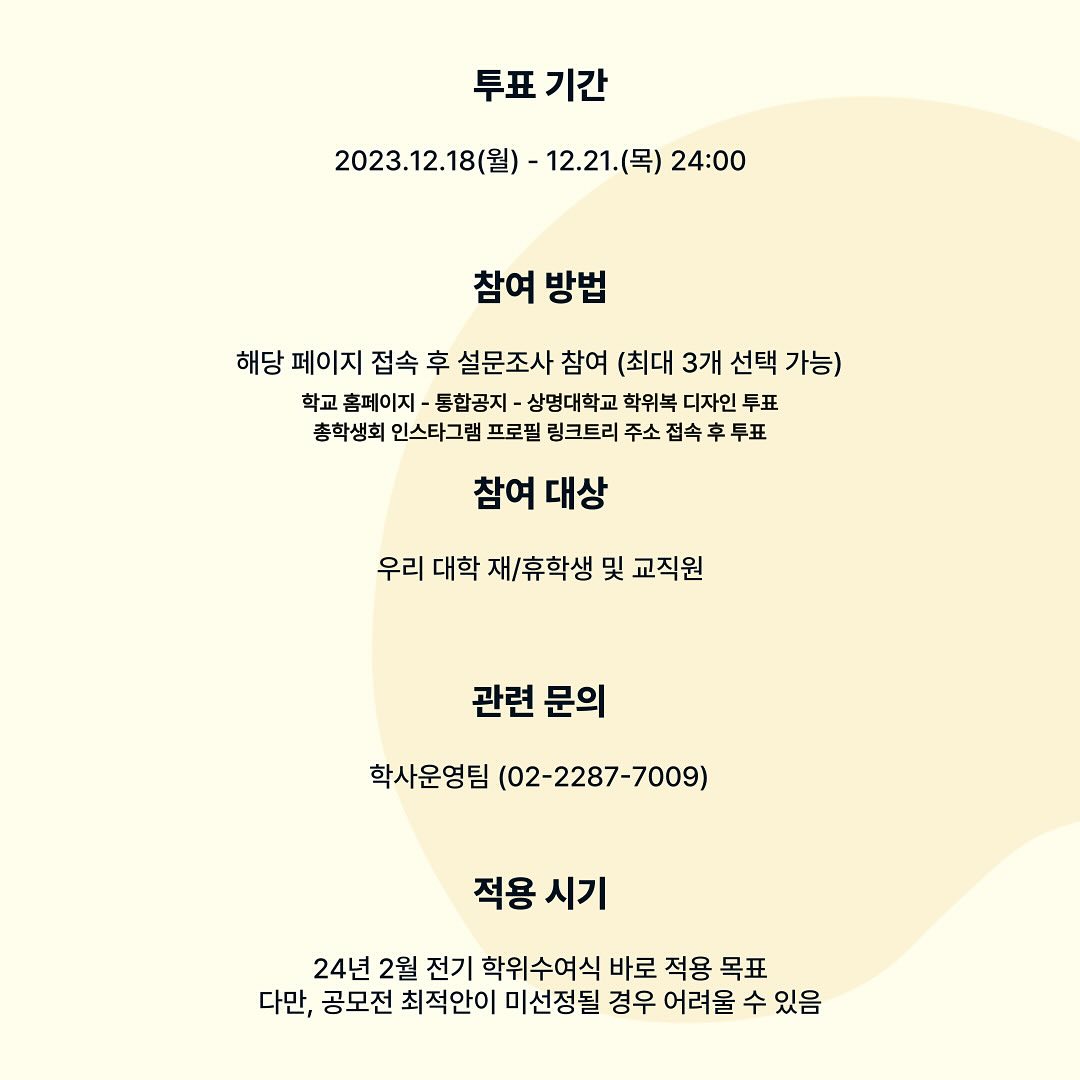 투표 기간
2023.12.18(월) - 12.21.(목) 24:00
참여 방법
해당 페이지 접속 후 설문조사 참여 (최대 3개 선택 가능)
학교 홈페이지 - 통합공지 - 상명대학교 학위복 디자인 투표
총학생회 인스타그램 프로필 링크트리 주소 접속 후 투표
참여 대상
우리 대학 재/휴학생 및 교직원
관련 문의
학사운영팀 (02-2287-7009)
적용 시기
24년 2월 전기 학위수여식 바로 적용 목표
다만, 공모전 최적안이 미선정될 경우 어려울 수 있음